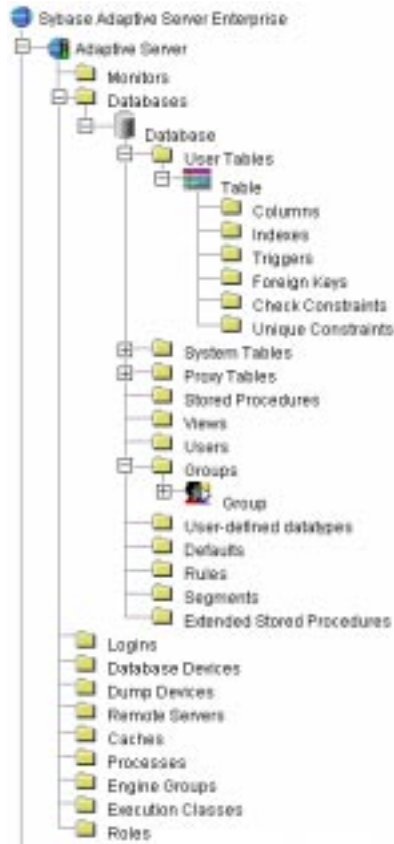 Sybase Adaptive Server Enterprise
Adaptive Server
Monitors
Databases
Database
User Tables
Table
Columns
Indexes
Triggers
Foreign Keys
Check Constraints
Unique Constraints
System Tables
Proxy Tables
Stored Procedures
Views
Users
Groups
Group
User-defined datatypes
Defaults
Rules
Segments
Extended Stored Procedures
Logins
Database Devices
Dump Devices
Remote Servers
Caches
Processes
Engine Groups
Execution Classes
Roles